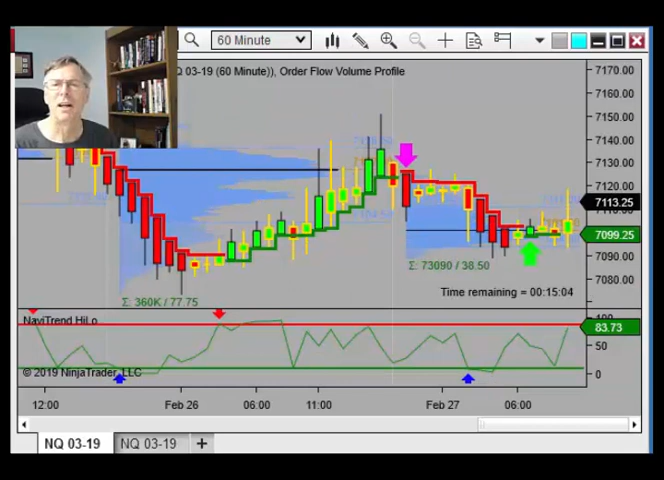 60 Minute
NQ 03-19 (60 Minute)), Order Flow Volume Profile
7170.00
7160.00
7150.00
7140.00
7130.00
7120.00
7113.25
7099.25
7090.00
7080.00
Σ: 73090 / 38.50
Σ: 360K / 77.75
Time remaining = 00:15:04
NaviTrend HiLo
100
83.73
50
0
© 2019 NinjaTrader, LLC
12:00 Feb 26 06:00 11:00 Feb 27 06:00
NQ 03-19 NQ 03-19 +